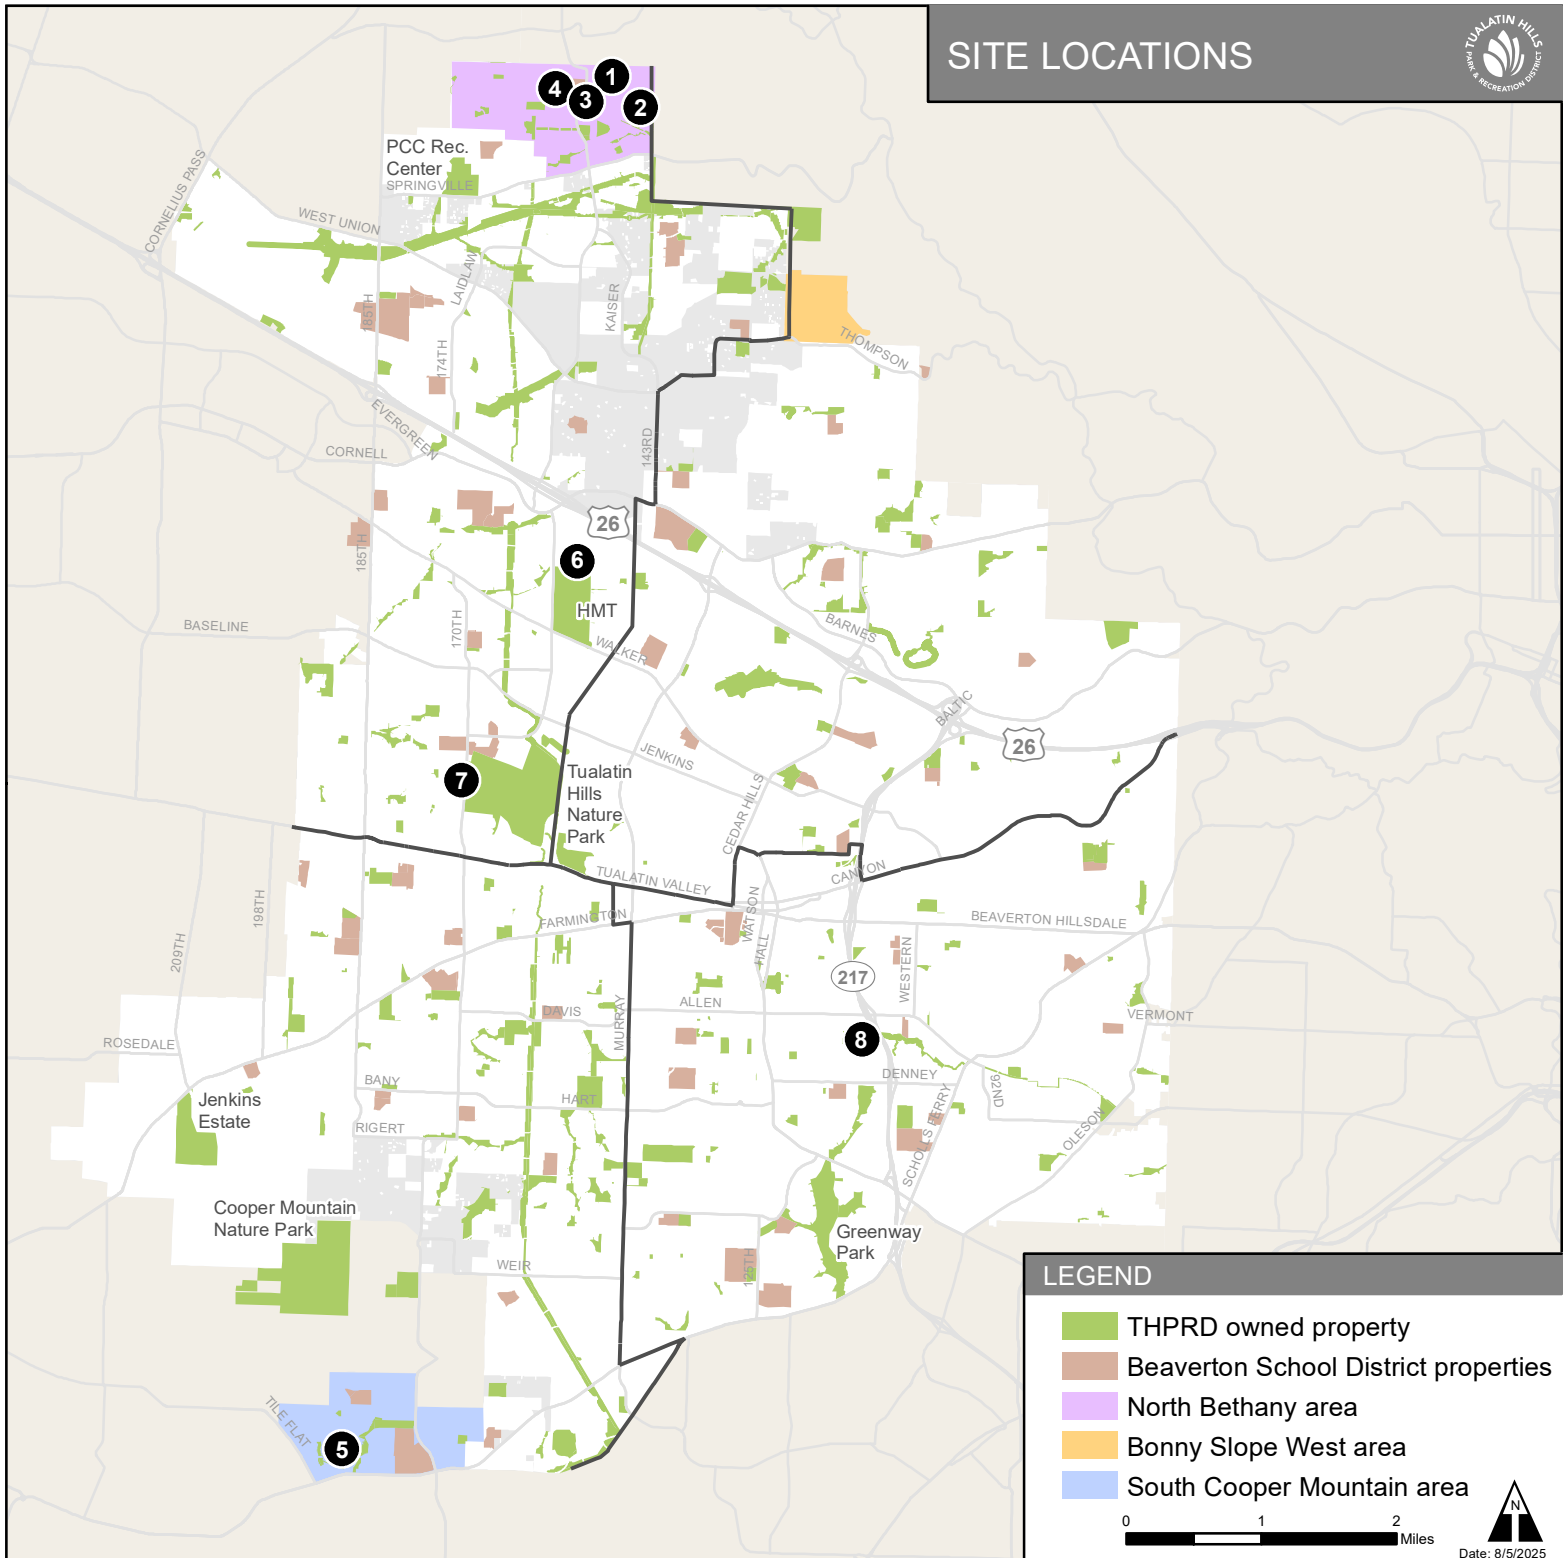 SITE LOCATIONS
TUALATIN HILLS
PARK & RECREATION DISTRICT
1
4
3
2
PCC Rec.
Center
SPRINGVILLE
CORNELIUS PASS
WEST UNION
LAIDLAW
185TH
KAISER
174TH
THOMPSON
EVERGREEN
CORNELL
143RD
26
185TH
6
HMT
BASELINE
170TH
WALKER
BARNES
BALTIC
26
JENKINS
7
Tualatin
Hills
Nature
Park
CEDAR HILLS
TUALATIN VALLEY
CANYON
198TH
209TH
FARMINGTON
WATSON
HALL
BEAVERTON HILLSDALE
WESTERN
217
ALLEN
DAVIS
MURRAY
VERMONT
8
ROSEDALE
BANY
DENNEY
92ND
HART
Jenkins
Estate
RIGERT
SCHOLLS FERRY
OLESON
Cooper Mountain
Nature Park
Greenway
Park
WEIR
125TH
TILE FLAT
5
LEGEND
THPRD owned property
Beaverton School District properties
North Bethany area
Bonny Slope West area
South Cooper Mountain area
0 1 2
Miles
N
Date: 8/5/2025